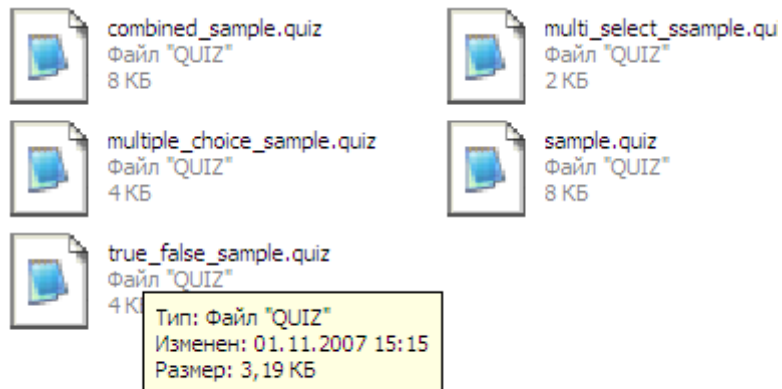 combined_sample.quiz
Файл "QUIZ"
8 КБ
multi_select_ssample.qui
Файл "QUIZ"
2 КБ
multiple_choice_sample.quiz
Файл "QUIZ"
4 КБ
sample.quiz
Файл "QUIZ"
8 КБ
true_false_sample.quiz
Файл "QUIZ"
4 К
Тип: Файл "QUIZ"
Изменен: 01.11.2007 15:15
Размер: 3,19 КБ